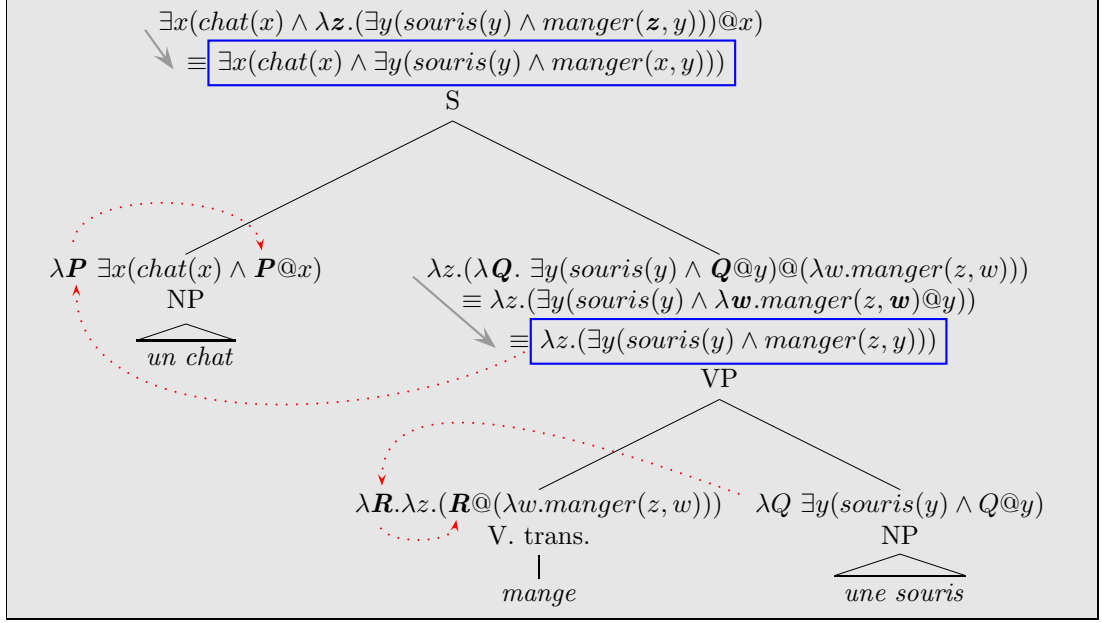 ∃x(chat(x) ∧ λz.(∃y(souris(y) ∧ manger(z, y)))@x)
≡ ∃x(chat(x) ∧ ∃y(souris(y) ∧ manger(x, y)))
S
λP ∃x(chat(x) ∧ P@x)
NP
un chat
λz.(λQ. ∃y(souris(y) ∧ Q@y)@(λw.manger(z, w)))
≡ λz.(∃y(souris(y) ∧ λw.manger(z, w)@y))
≡ λz.(∃y(souris(y) ∧ manger(z, y)))
VP
λR.λz.(R@(λw.manger(z, w)))
V. trans.
mange
λQ ∃y(souris(y) ∧ Q@y)
NP
une souris